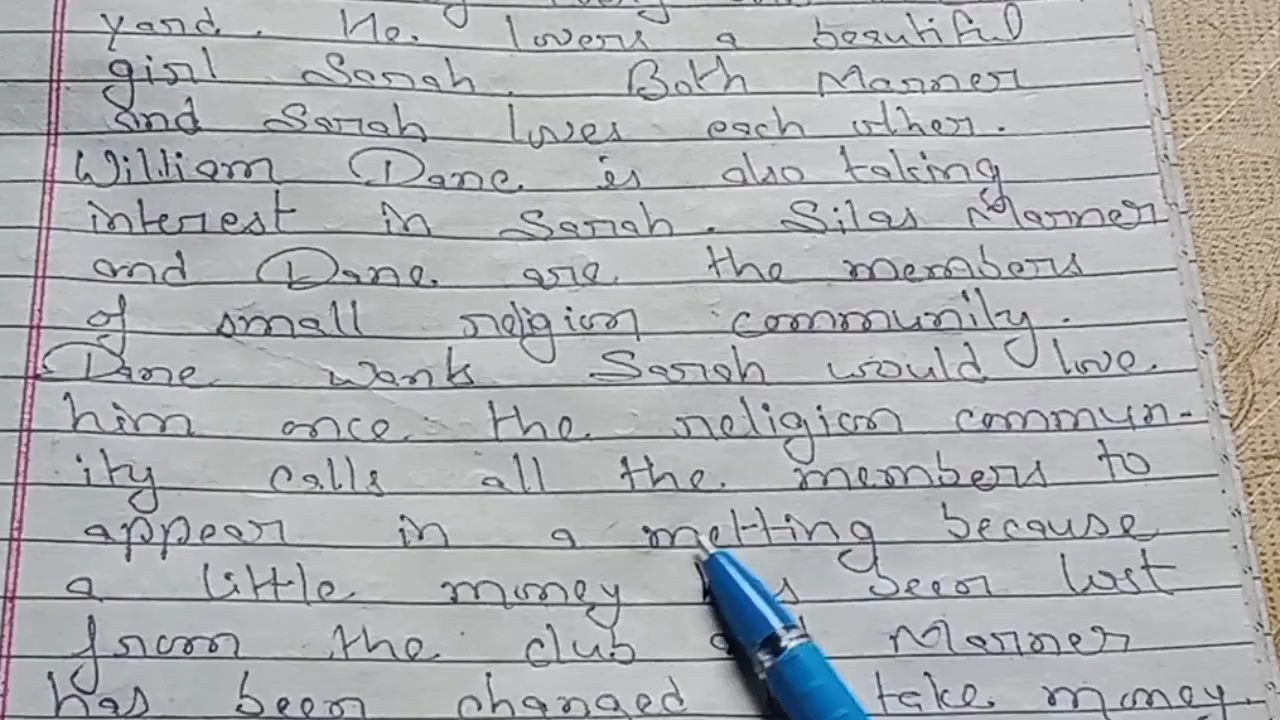 yard. He. lovers a beautiful
girl Sarah. Both Marner
and Sarah loves each other.
William Dane is also taking
interest in Sarah. Silas Marner
and Dane. are the members
of small religion community.
Dane wants Sarah would love.
him once the religion commun-
ity calls all the members to
appear in a metting because
a little money been lost
from the club Marner
has been changed take money